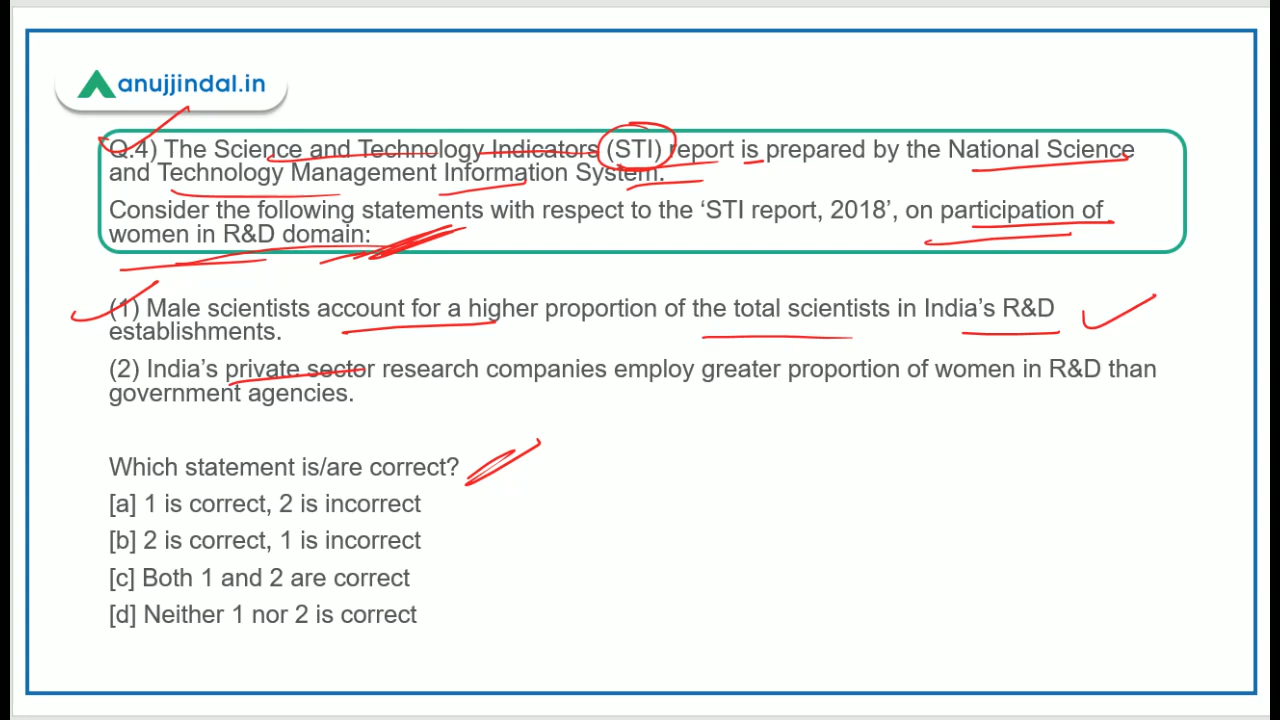 anujjindal.in
Q.4) The Science and Technology Indicators (STI) report is prepared by the National Science
and Technology Management Information System.
Consider the following statements with respect to the ‘STI report, 2018’, on participation of
women in R&D domain:
(1) Male scientists account for a higher proportion of the total scientists in India’s R&D
establishments.
(2) India’s private sector research companies employ greater proportion of women in R&D than
government agencies.
Which statement is/are correct?
[a] 1 is correct, 2 is incorrect
[b] 2 is correct, 1 is incorrect
[c] Both 1 and 2 are correct
[d] Neither 1 nor 2 is correct